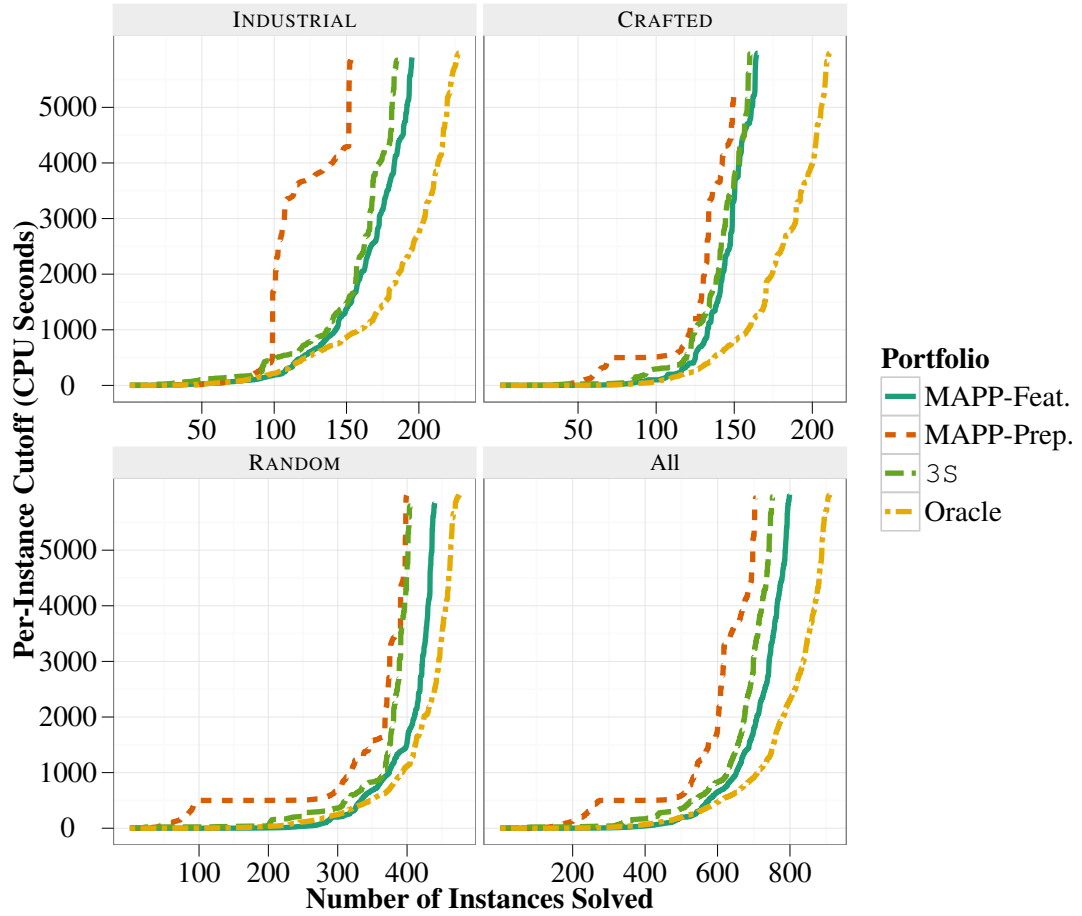 INDUSTRIAL
CRAFTED
5000
4000
3000
2000
1000
0
50 100 150 200
50 100 150 200
RANDOM
All
5000
4000
3000
2000
1000
0
100 200 300 400
200 400 600 800
Per-Instance Cutoff (CPU Seconds)
Number of Instances Solved
Portfolio
MAPP-Feat.
MAPP-Prep.
3S
Oracle